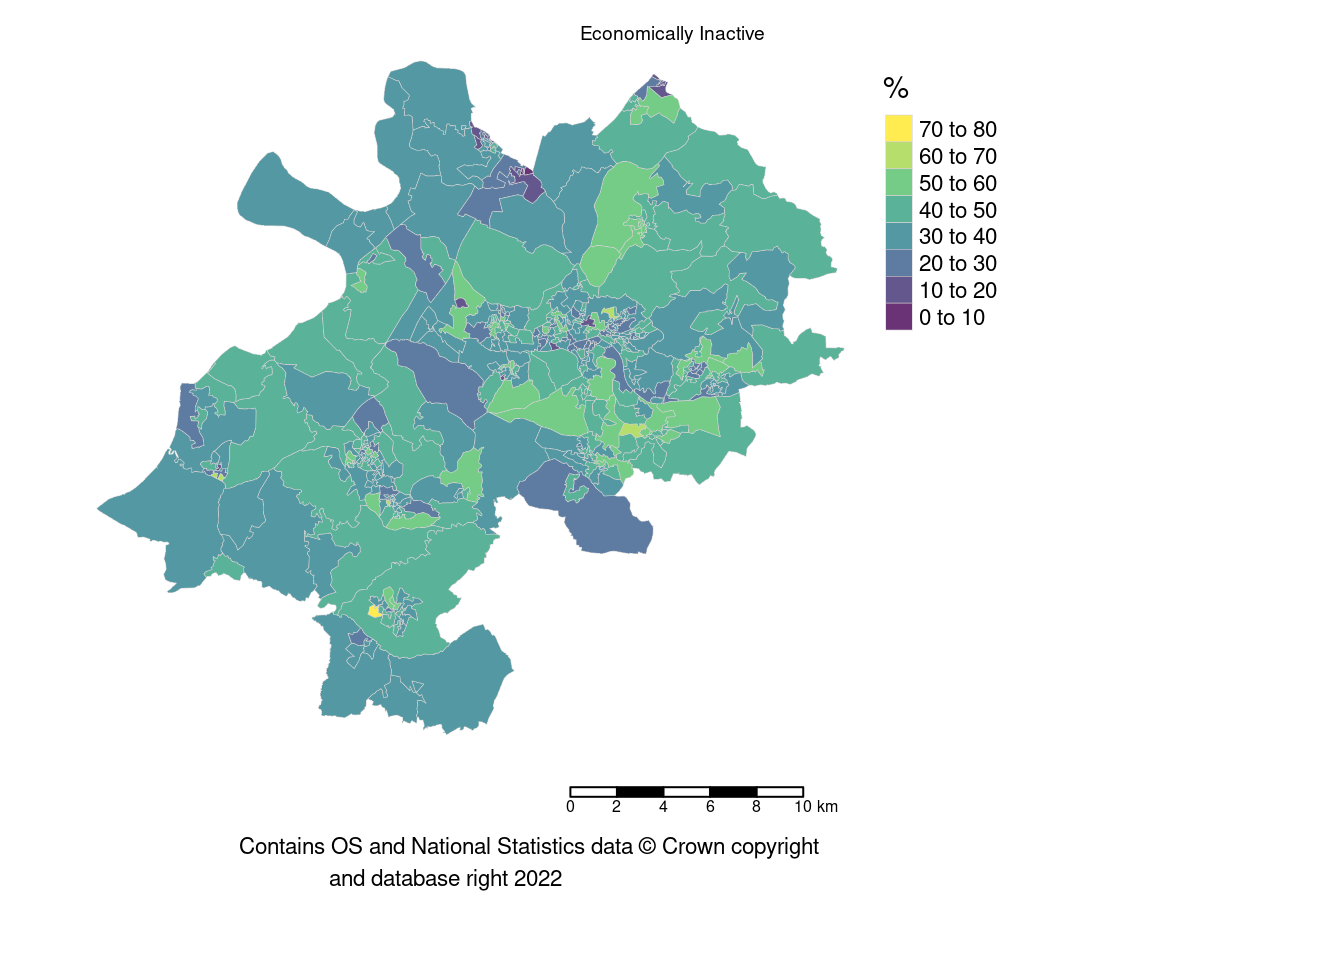 Economically Inactive
%
70 to 80
60 to 70
50 to 60
40 to 50
30 to 40
20 to 30
10 to 20
0 to 10
0 2 4 6 8 10 km
Contains OS and National Statistics data © Crown copyright
and database right 2022